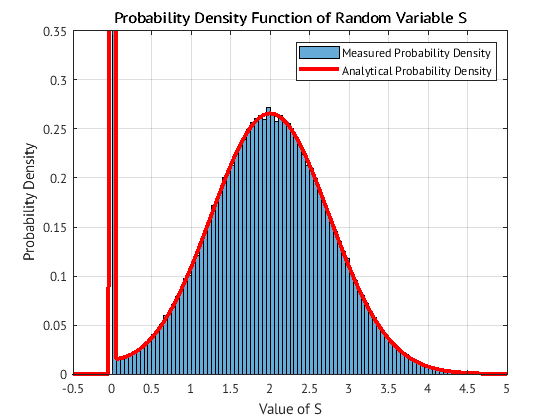 Probability Density Function of Random Variable S
0.35
0.3
0.25
0.2
0.15
0.1
0.05
0
Probability Density
Measured Probability Density
Analytical Probability Density
-0.5 0 0.5 1 1.5 2 2.5 3 3.5 4 4.5 5
Value of S